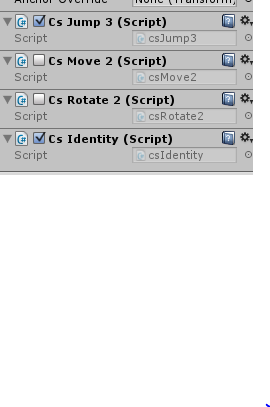 Anchor Override None (Transform)
Cs Jump 3 (Script)
Script csJump3
Cs Move 2 (Script)
Script csMove2
Cs Rotate 2 (Script)
Script csRotate2
Cs Identity (Script)
Script csIdentity